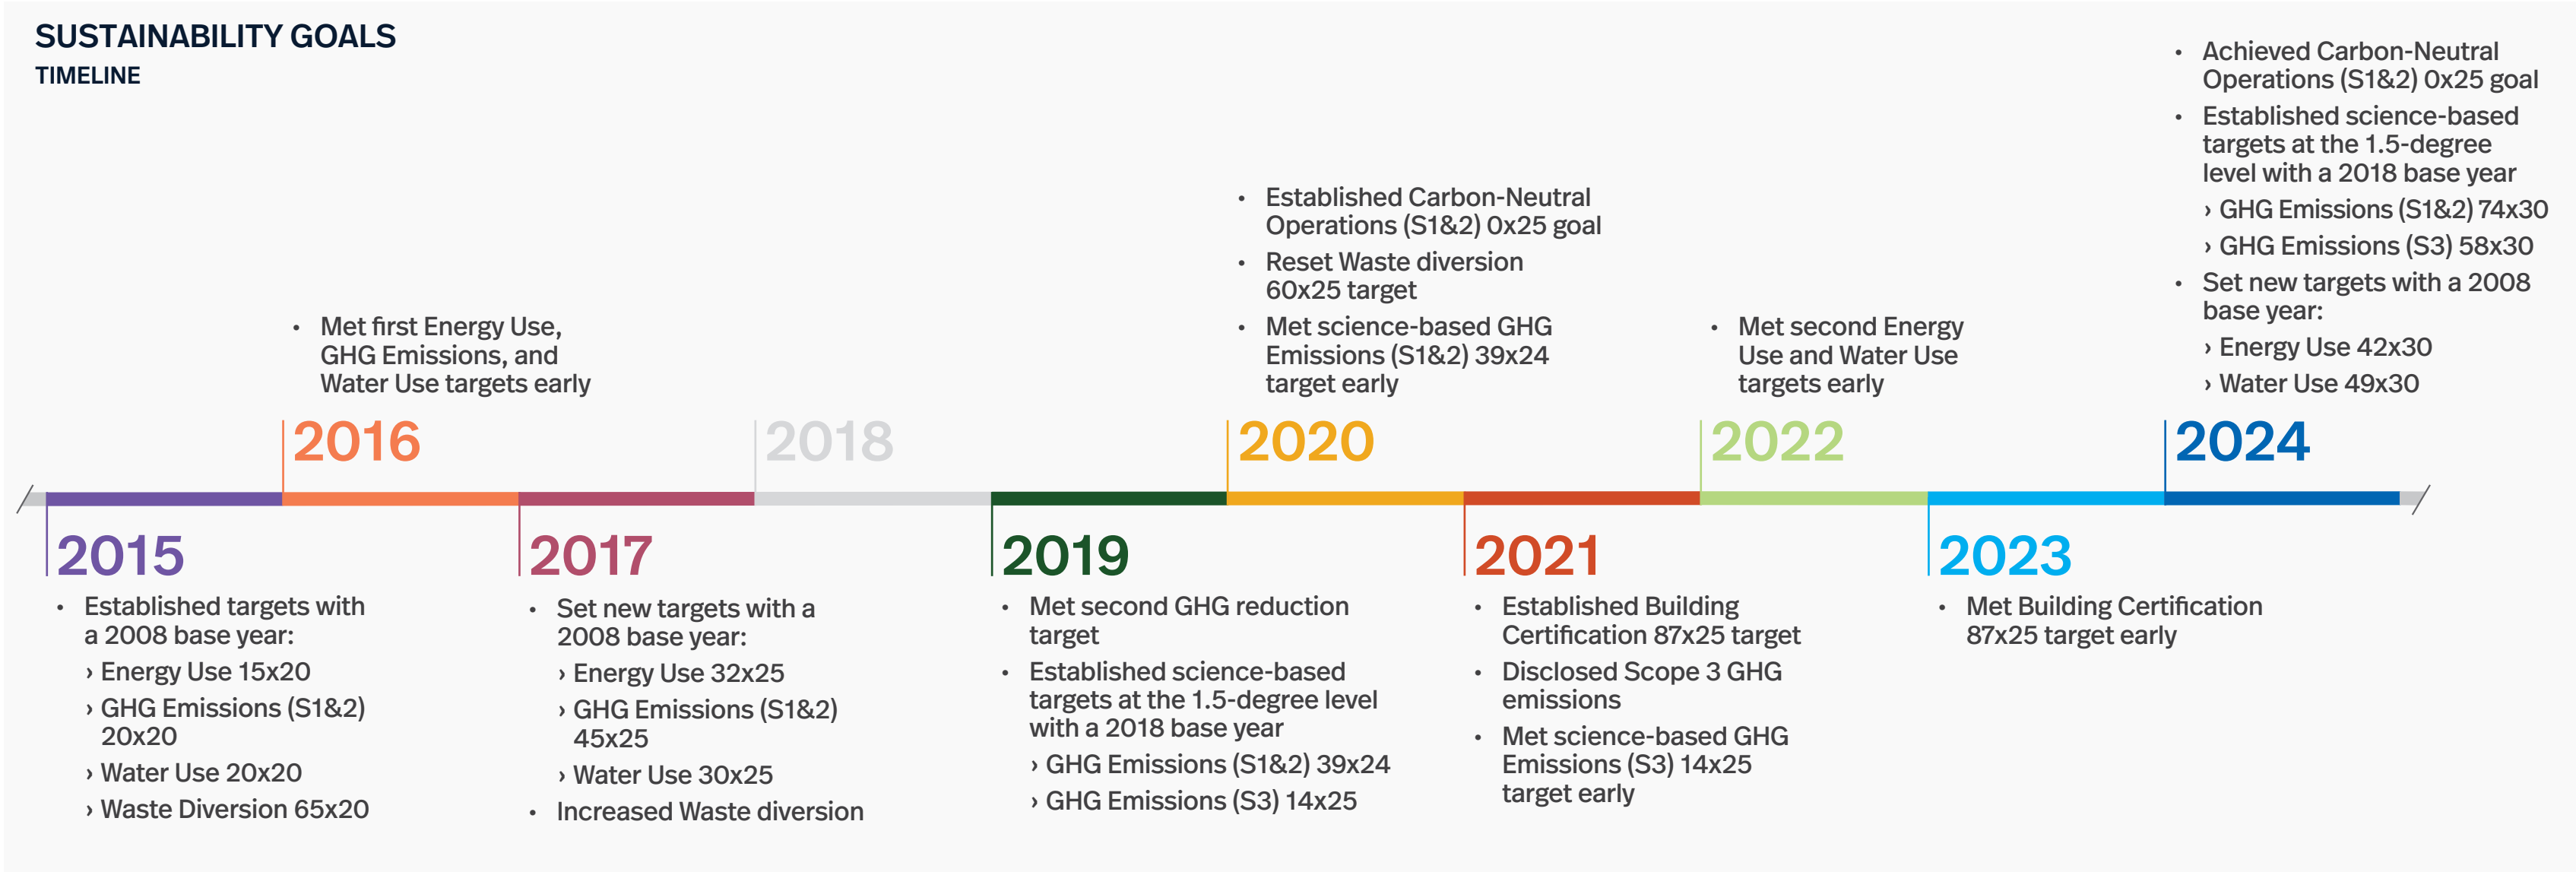 SUSTAINABILITY GOALS
TIMELINE
2015
• Established targets with
a 2008 base year:
› Energy Use 15x20
› GHG Emissions (S1&2)
20x20
› Water Use 20x20
› Waste Diversion 65x20
• Met first Energy Use,
GHG Emissions, and
Water Use targets early
2016
2017
• Set new targets with a
2008 base year:
› Energy Use 32x25
› GHG Emissions (S1&2)
45x25
› Water Use 30x25
• Increased Waste diversion
2018
2019
• Met second GHG reduction
target
• Established science-based
targets at the 1.5-degree level
with a 2018 base year
› GHG Emissions (S1&2) 39x24
› GHG Emissions (S3) 14x25
• Established Carbon-Neutral
Operations (S1&2) 0x25 goal
• Reset Waste diversion
60x25 target
• Met science-based GHG
Emissions (S1&2) 39x24
target early
2020
2021
• Established Building
Certification 87x25 target
• Disclosed Scope 3 GHG
emissions
• Met science-based GHG
Emissions (S3) 14x25
target early
• Met second Energy
Use and Water Use
targets early
2022
2023
• Met Building Certification
87x25 target early
• Achieved Carbon-Neutral
Operations (S1&2) 0x25 goal
• Established science-based
targets at the 1.5-degree
level with a 2018 base year
› GHG Emissions (S1&2) 74x30
› GHG Emissions (S3) 58x30
• Set new targets with a 2008
base year:
› Energy Use 42x30
› Water Use 49x30
2024